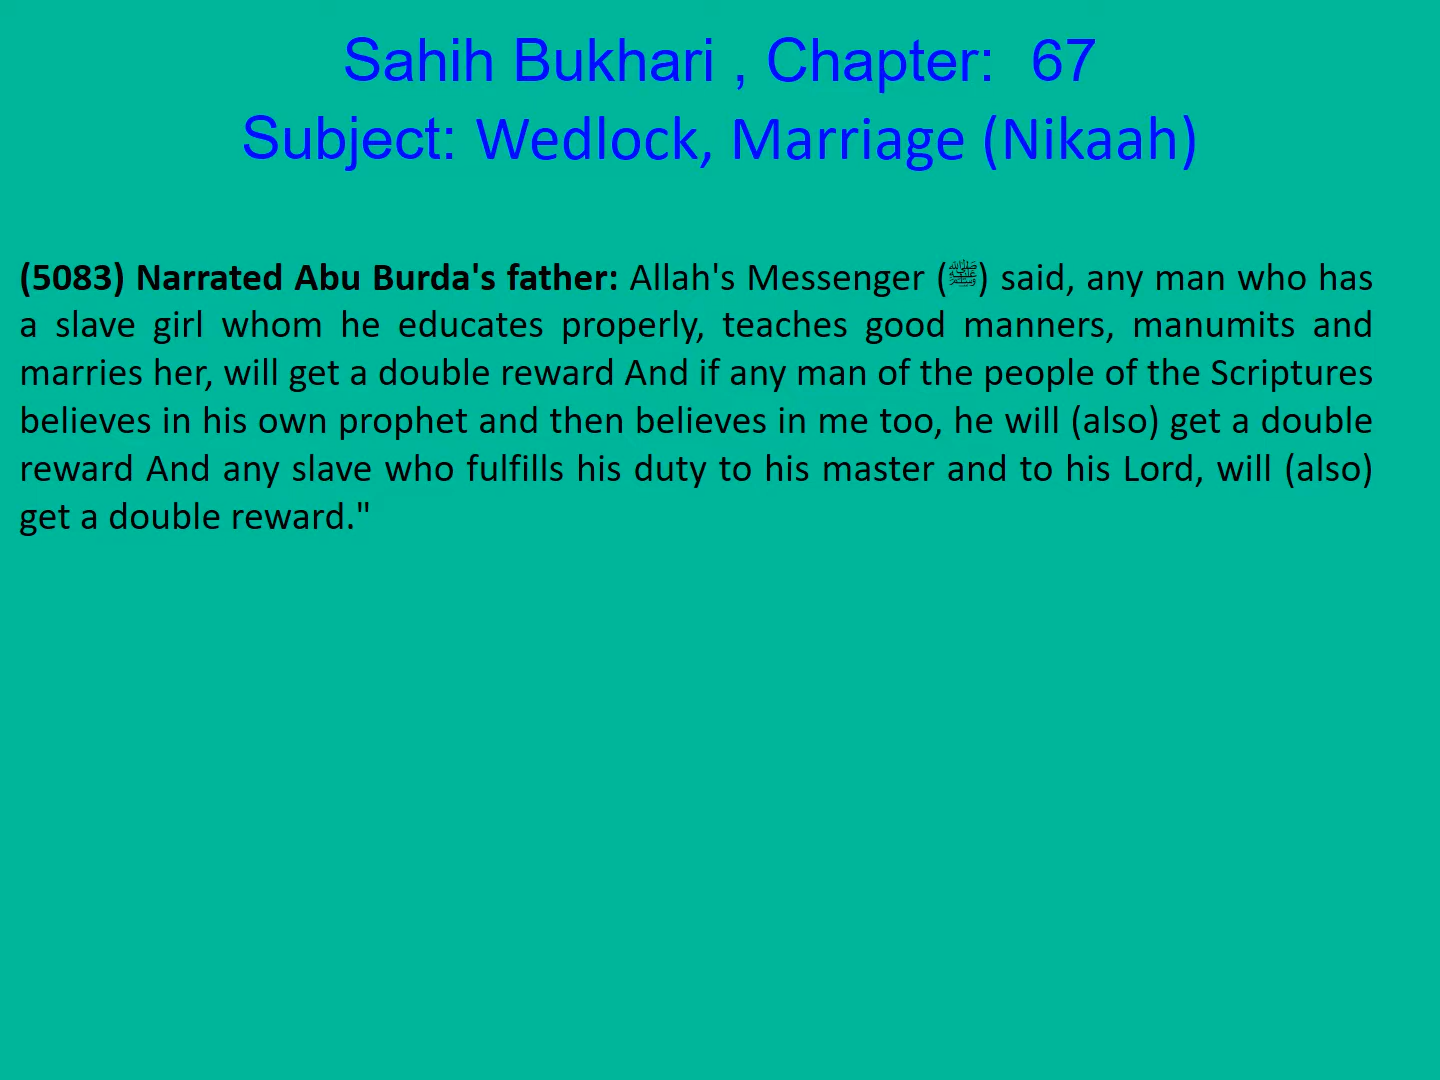 Sahih Bukhari , Chapter:  67
Subject: Wedlock, Marriage (Nikaah)
(5083) Narrated Abu Burda's father: Allah's Messenger (ﷺ) said, any man who has
a slave girl whom he educates properly, teaches good manners, manumits and
marries her, will get a double reward And if any man of the people of the Scriptures
believes in his own prophet and then believes in me too, he will (also) get a double
reward And any slave who fulfills his duty to his master and to his Lord, will (also)
get a double reward."